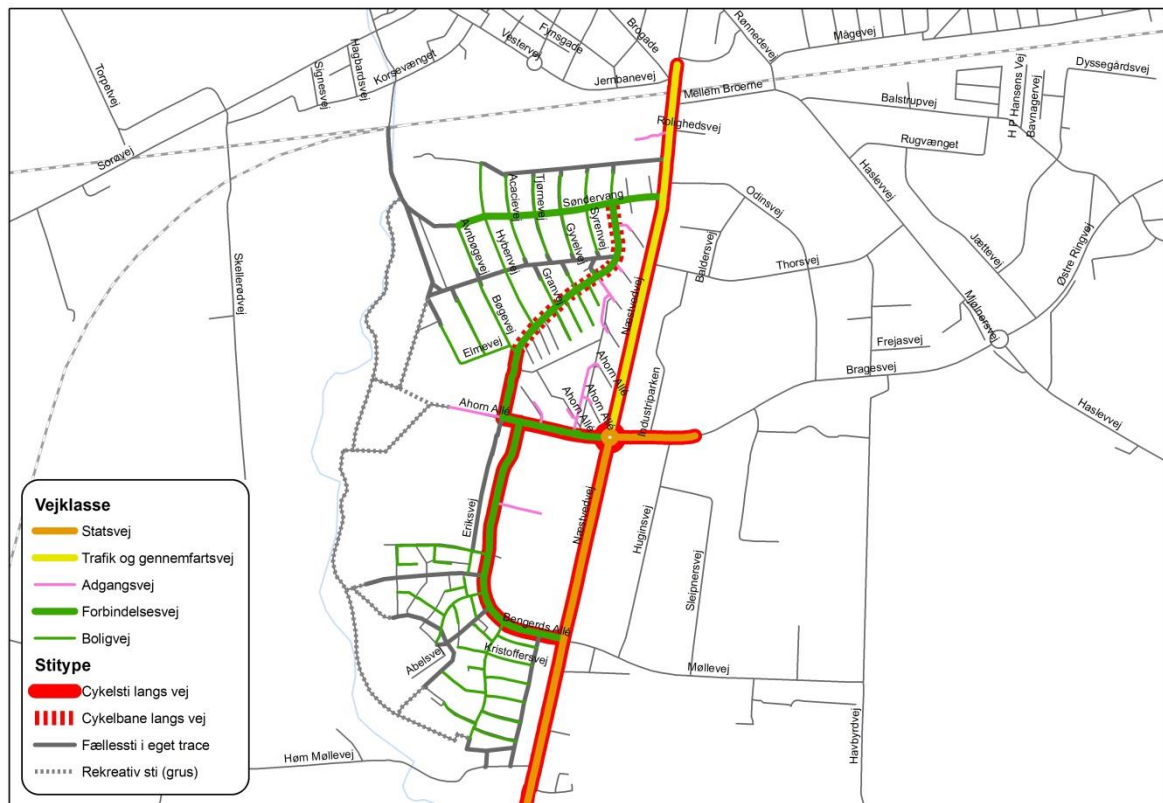 Rønnedevej
Brogade
Fynsgade
Vestervej
Mågevej
Hagbardsvej
Signesvej
Korsevænget
Torpetvej
Jernbanevej
Mellem Broerne
Dyssegårdsvej
H P Hansens Vej
Bavnagervej
Balstrupvej
Rolighedsvej
Rugvænget
Sorøvej
Haslevvej
Acacievej
Tjørnevej
Søndervang
Syrenvej
Odinsvej
Avnbøgevej
Hybenvej
Gyvelvej
Baldersvej
Jættevej
Østre Ringvej
Skellerødvej
Thorsvej
Granvej
Bøgevej
Næstvedvej
Mjølnersvej
Elmevej
Frejasvej
Bragesvej
Ahorn Allé
Ahorn Allé
Ahorn Allé
Ahorn Allé
Industriparken
Haslevvej
Eriksvej
Næstvedvej
Huginsvej
Sleipnersvej
Bengerds Allé
Kristoffersvej
Abelsvej
Møllevej
Havbyrdvej
Høm Møllevej
Vejklasse
Statsvej
Trafik og gennemfartsvej
Adgangsvej
Forbindelsesvej
Boligvej
Stitype
Cykelsti langs vej
Cykelbane langs vej
Fællessti i eget trace
Rekreativ sti (grus)